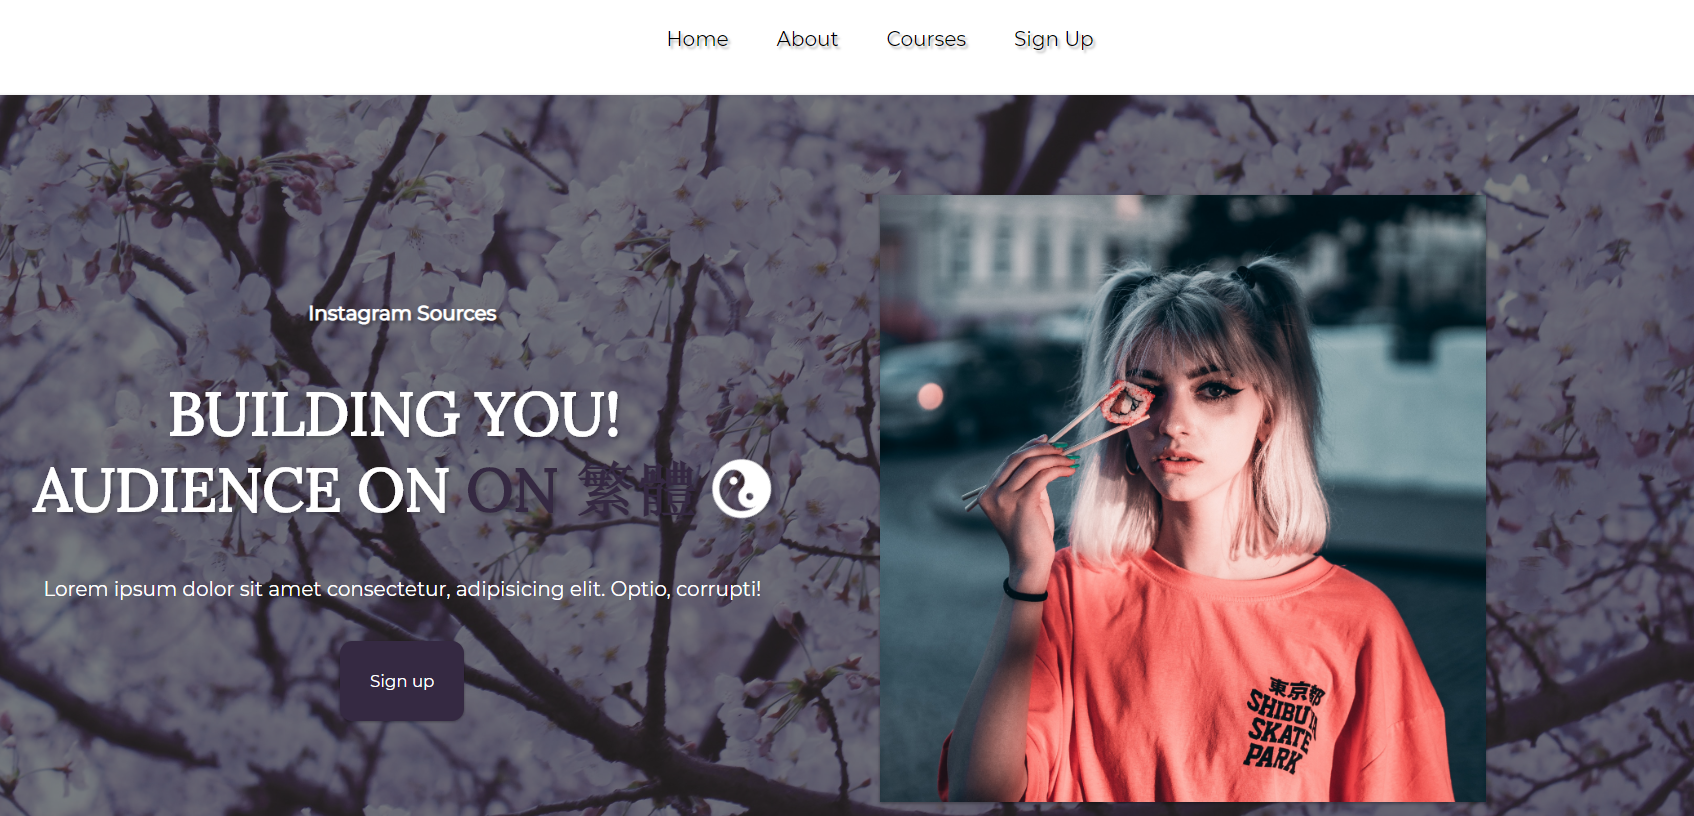 Home About Courses Sign Up
Instagram Sources
BUILDING YOU!
AUDIENCE ON ON 繁體
Lorem ipsum dolor sit amet consectetur, adipisicing elit. Optio, corrupti!
Sign up
東京都
SHIBUYA
SKATE
PARK